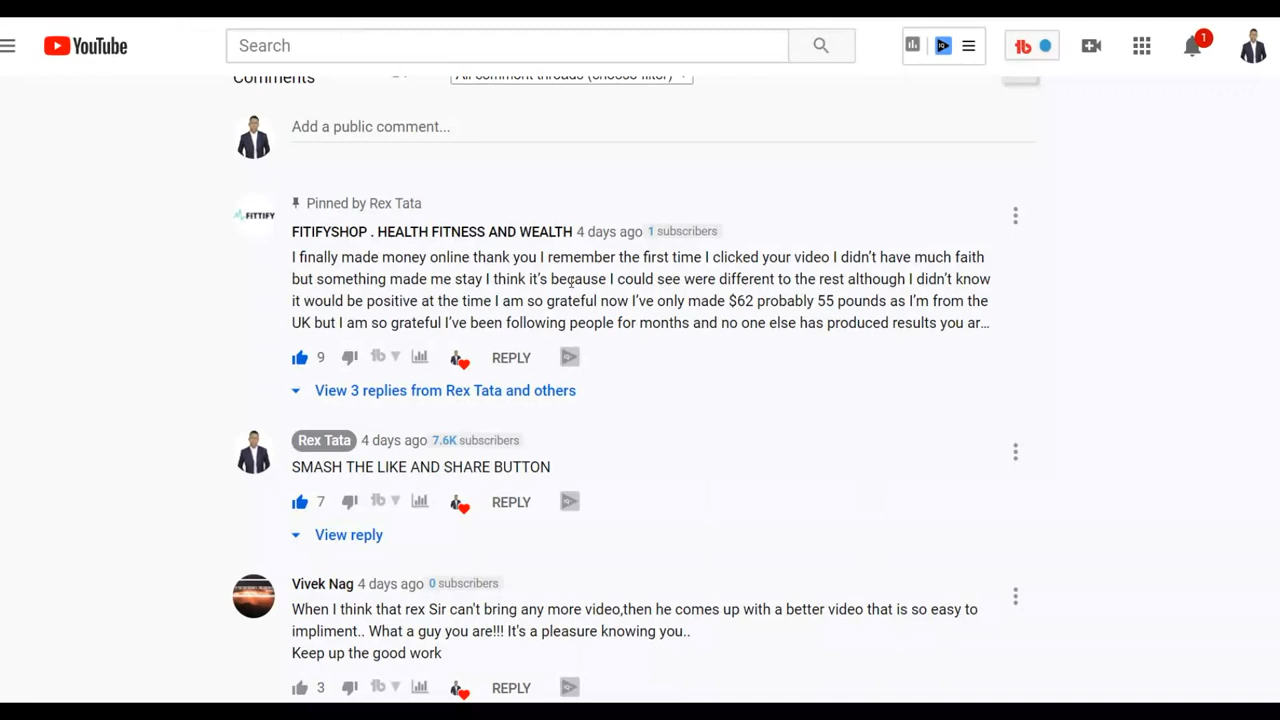 YouTube
Search
1
Comments
All comment threads (choose filter)
Add a public comment...
Pinned by Rex Tata
FITTIFY
FITIFYSHOP . HEALTH FITNESS AND WEALTH 4 days ago 1 subscribers
I finally made money online thank you I remember the first time I clicked your video I didn't have much faith
but something made me stay I think it's because I could see were different to the rest although I didn't know
it would be positive at the time I am so grateful now I've only made $62 probably 55 pounds as I'm from the
UK but I am so grateful I've been following people for months and no one else has produced results you ar...
9 REPLY
View 3 replies from Rex Tata and others
Rex Tata 4 days ago 7.6K subscribers
SMASH THE LIKE AND SHARE BUTTON
7 REPLY
View reply
Vivek Nag 4 days ago 0 subscribers
When I think that rex Sir can't bring any more video,then he comes up with a better video that is so easy to
impliment.. What a guy you are!!! It's a pleasure knowing you..
Keep up the good work
3 REPLY